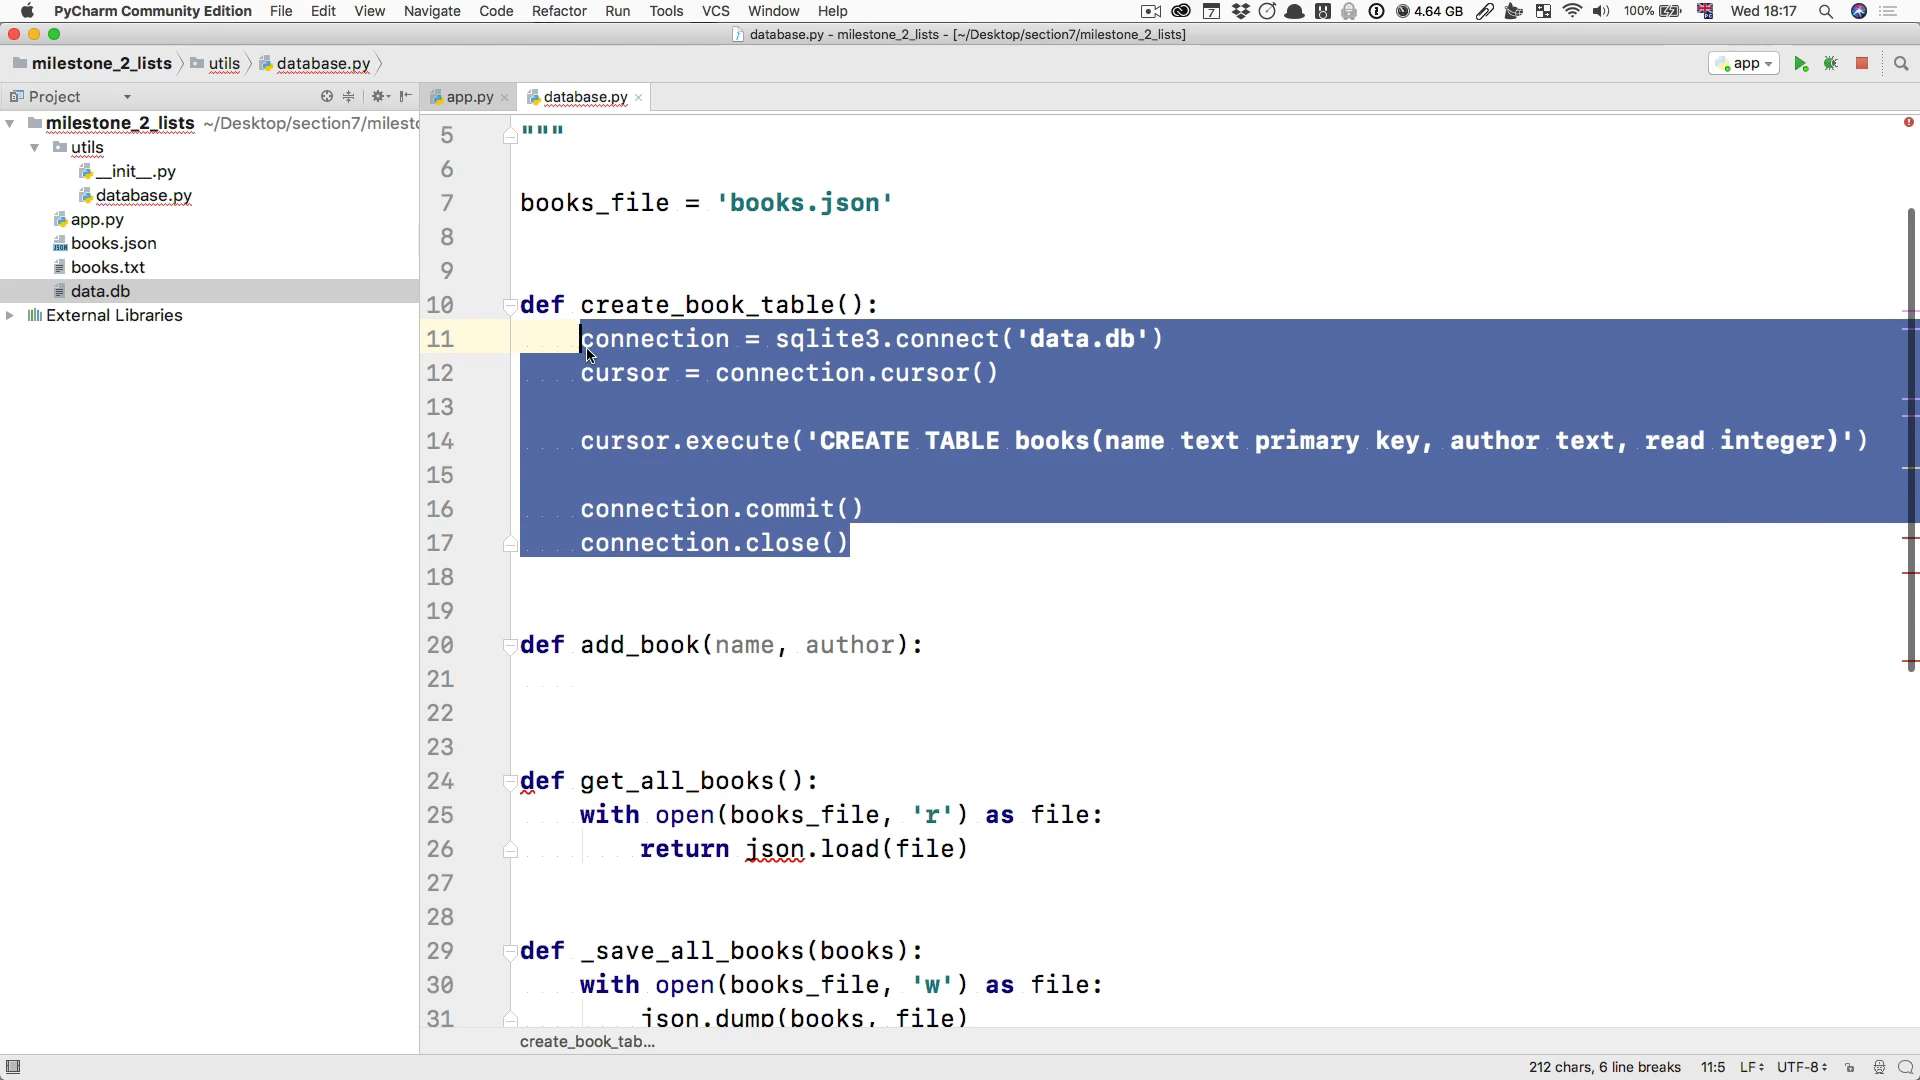 PyCharm Community Edition File Edit View Navigate Code Refactor Run Tools VCS Window Help 4.64 GB 100% Wed 18:17
database.py - milestone_2_lists - [~/Desktop/section7/milestone_2_lists]
milestone_2_lists utils database.py app
Project app.py database.py
milestone_2_lists ~/Desktop/section7/milesto
utils
__init__.py
database.py
app.py
books.json
books.txt
data.db
External Libraries
5 """
6
7 books_file = 'books.json'
8
9
10 def create_book_table():
11 connection = sqlite3.connect('data.db')
12 cursor = connection.cursor()
13
14 cursor.execute('CREATE TABLE books(name text primary key, author text, read integer)')
15
16 connection.commit()
17 connection.close()
18
19
20 def add_book(name, author):
21
22
23
24 def get_all_books():
25 with open(books_file, 'r') as file:
26 return json.load(file)
27
28
29 def _save_all_books(books):
30 with open(books_file, 'w') as file:
31 json.dump(books, file)
create_book_tab...
212 chars, 6 line breaks 11:5 LF UTF-8